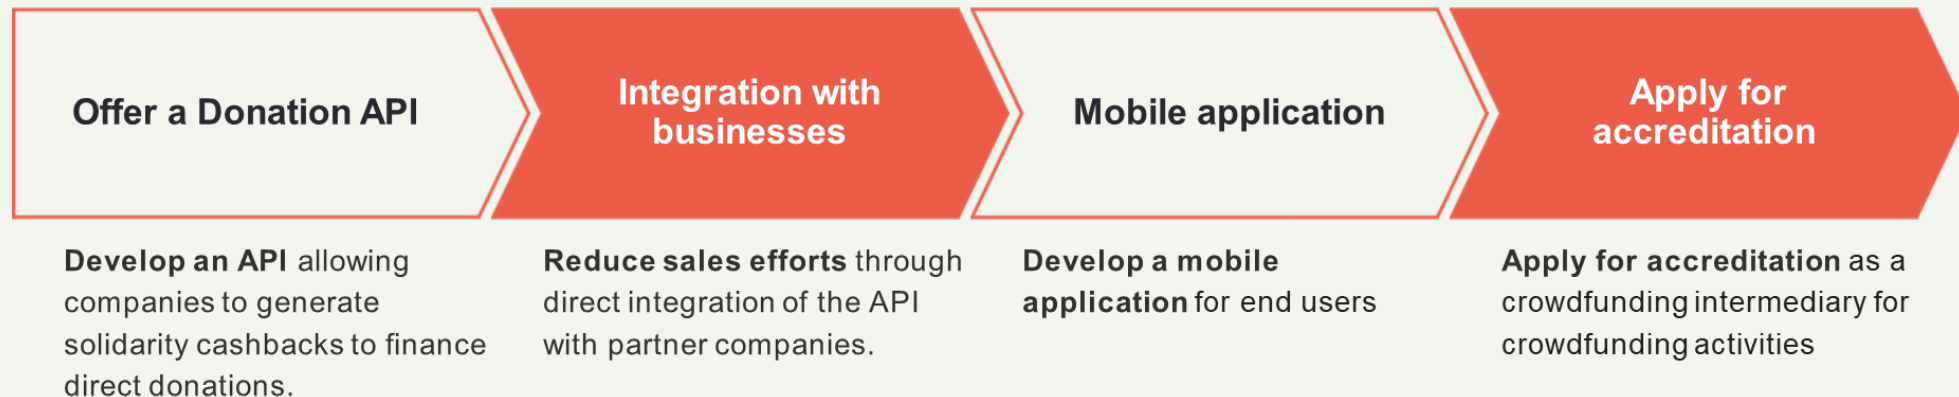 Offer a Donation API
Integration with
businesses
Mobile application
Apply for
accreditation
Develop an API allowing
companies to generate
solidarity cashbacks to finance
direct donations.
Reduce sales efforts through
direct integration of the API
with partner companies.
Develop a mobile
application for end users
Apply for accreditation as a
crowdfunding intermediary for
crowdfunding activities